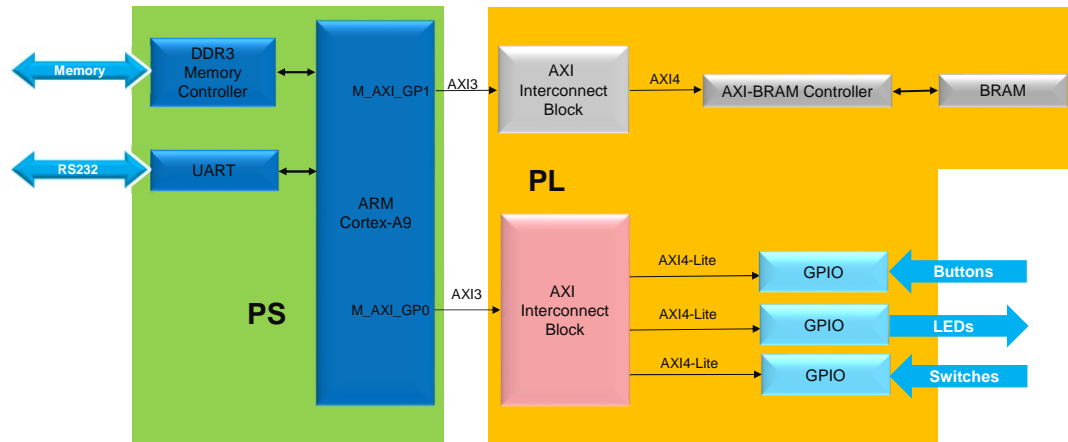 Memory
DDR3
Memory
Controller
RS232
UART
M_AXI_GP1
ARM
Cortex-A9
M_AXI_GP0
PS
AXI3
AXI
Interconnect
Block
AXI4
AXI-BRAM Controller
BRAM
PL
AXI3
AXI
Interconnect
Block
AXI4-Lite
GPIO
Buttons
AXI4-Lite
GPIO
LEDs
AXI4-Lite
GPIO
Switches